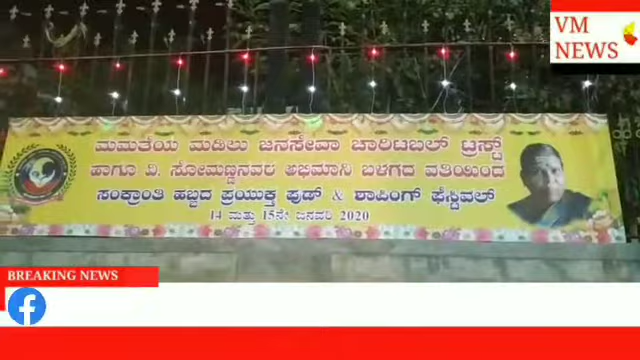 VM
NEWS
ಮಮತೆಯ ಮಡಿಲು ಜನಸೇವಾ ಚಾರಿಟಬಲ್ ಟ್ರಸ್ಟ್
ಹಾಗೂ ವಿ. ಸೋಮಣ್ಣನವರ ಅಭಿಮಾನಿ ಬಳಗದ ವತಿಯಿಂದ
ಸಂಕ್ರಾಂತಿ ಹಬ್ಬದ ಪ್ರಯುಕ್ತ ಫುಡ್ & ಶಾಪಿಂಗ್ ಫೆಸ್ಟಿವಲ್
14 ಮತ್ತು 15ನೇ ಜನವರಿ 2020
BREAKING NEWS